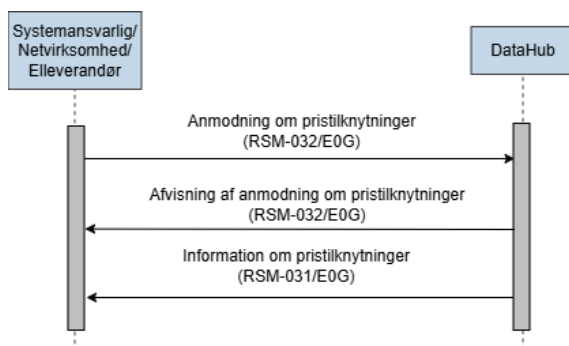 Systemansvarlig/
Netvirksomhed/
Elleverandør
DataHub
Anmodning om pristilknytninger
(RSM-032/E0G)
Afvisning af anmodning om pristilknytninger
(RSM-032/E0G)
Information om pristilknytninger
(RSM-031/E0G)